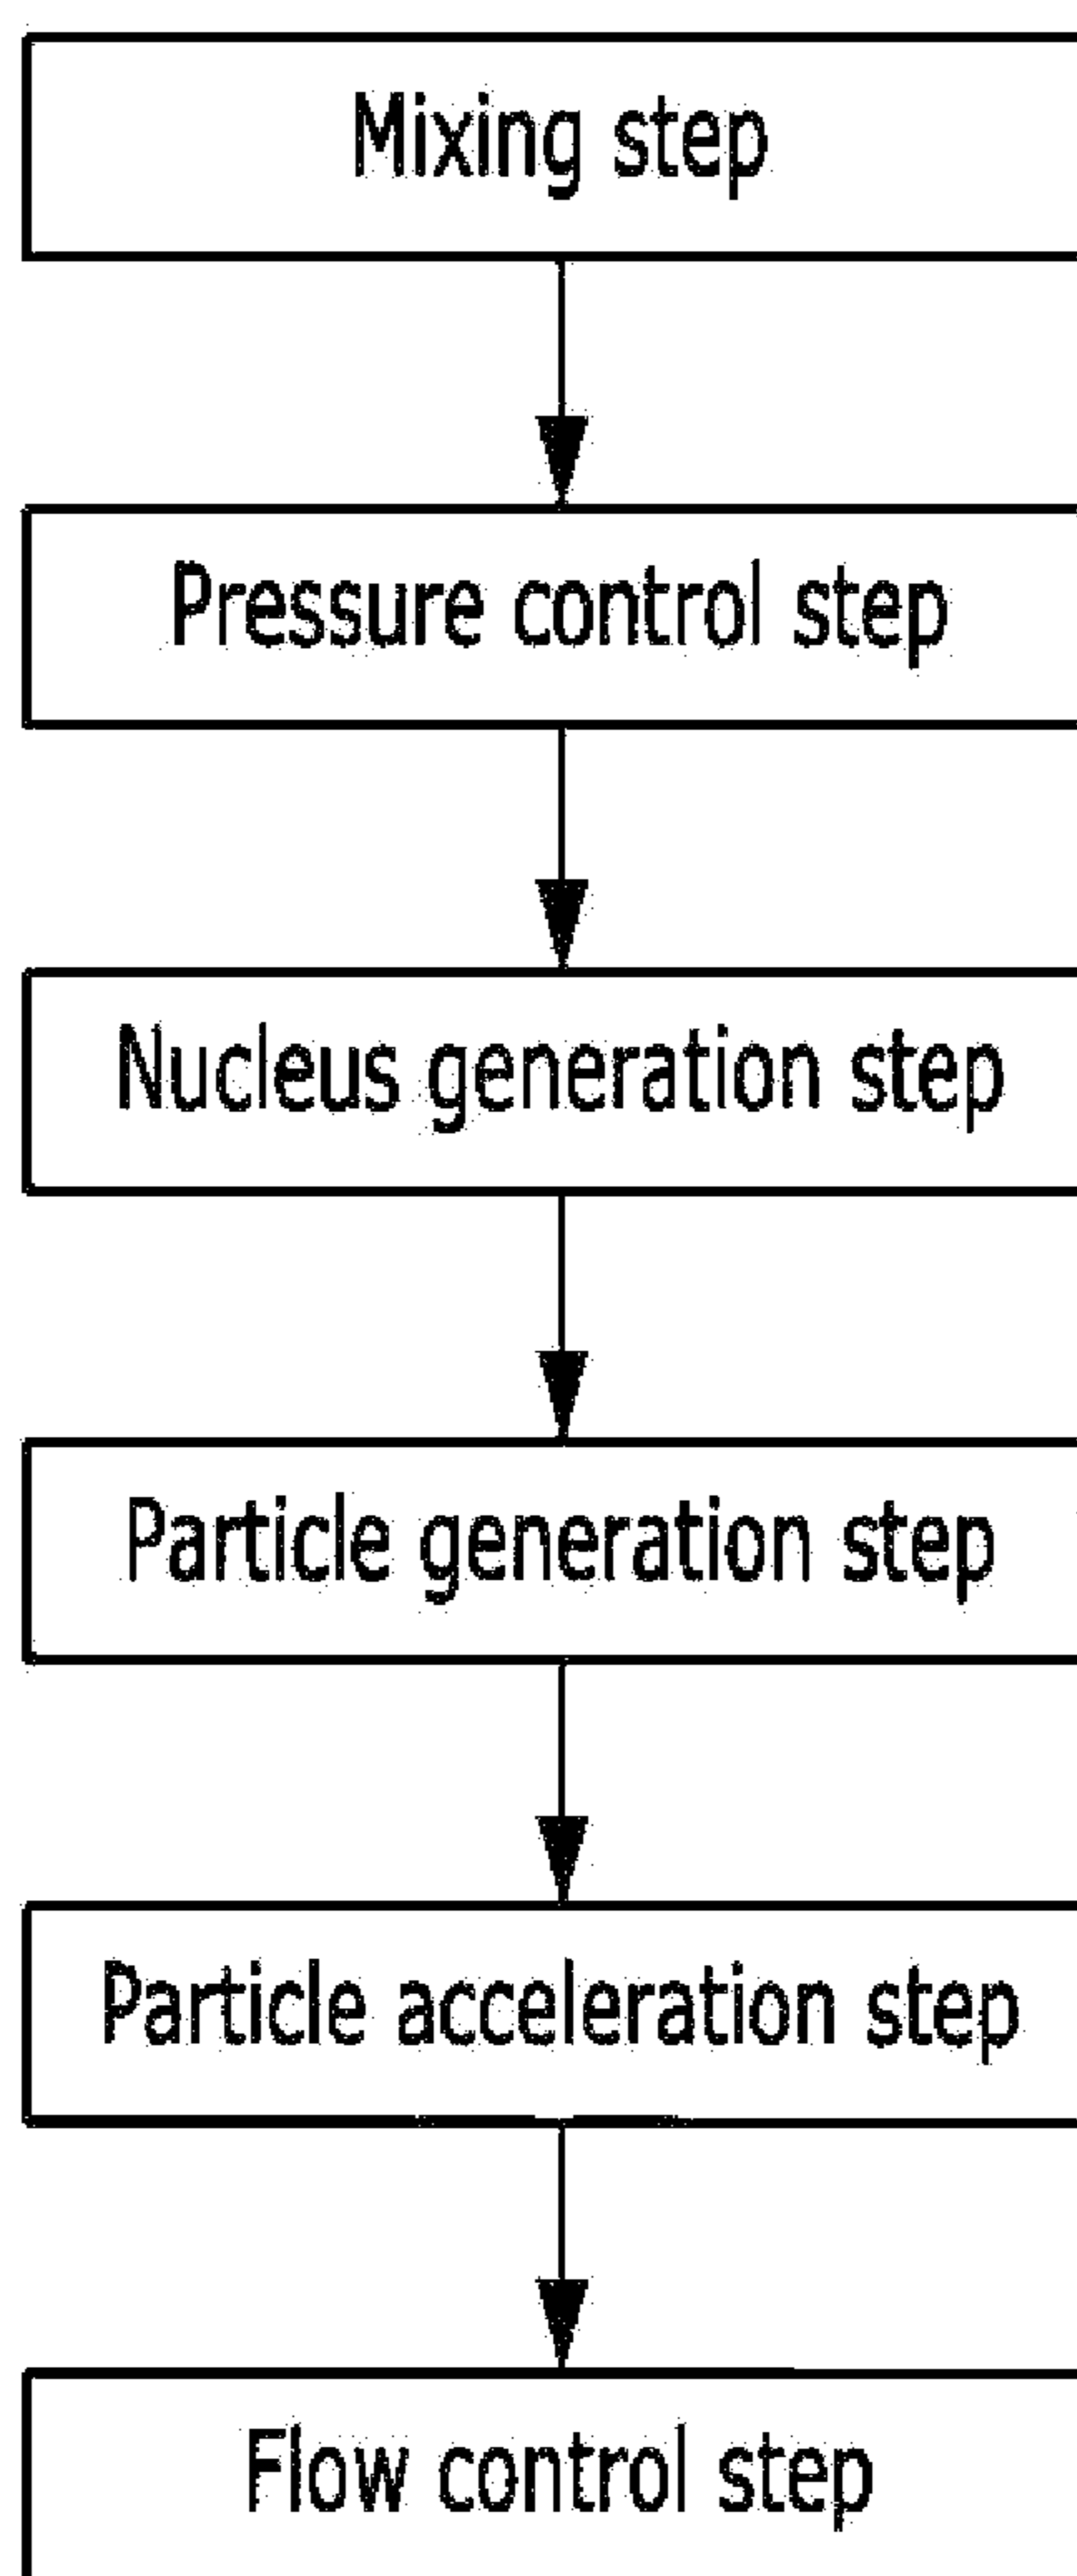 Mixing step
Pressure control step
Nucleus generation step
Particle generation step
Particle acceleration step
Flow control step